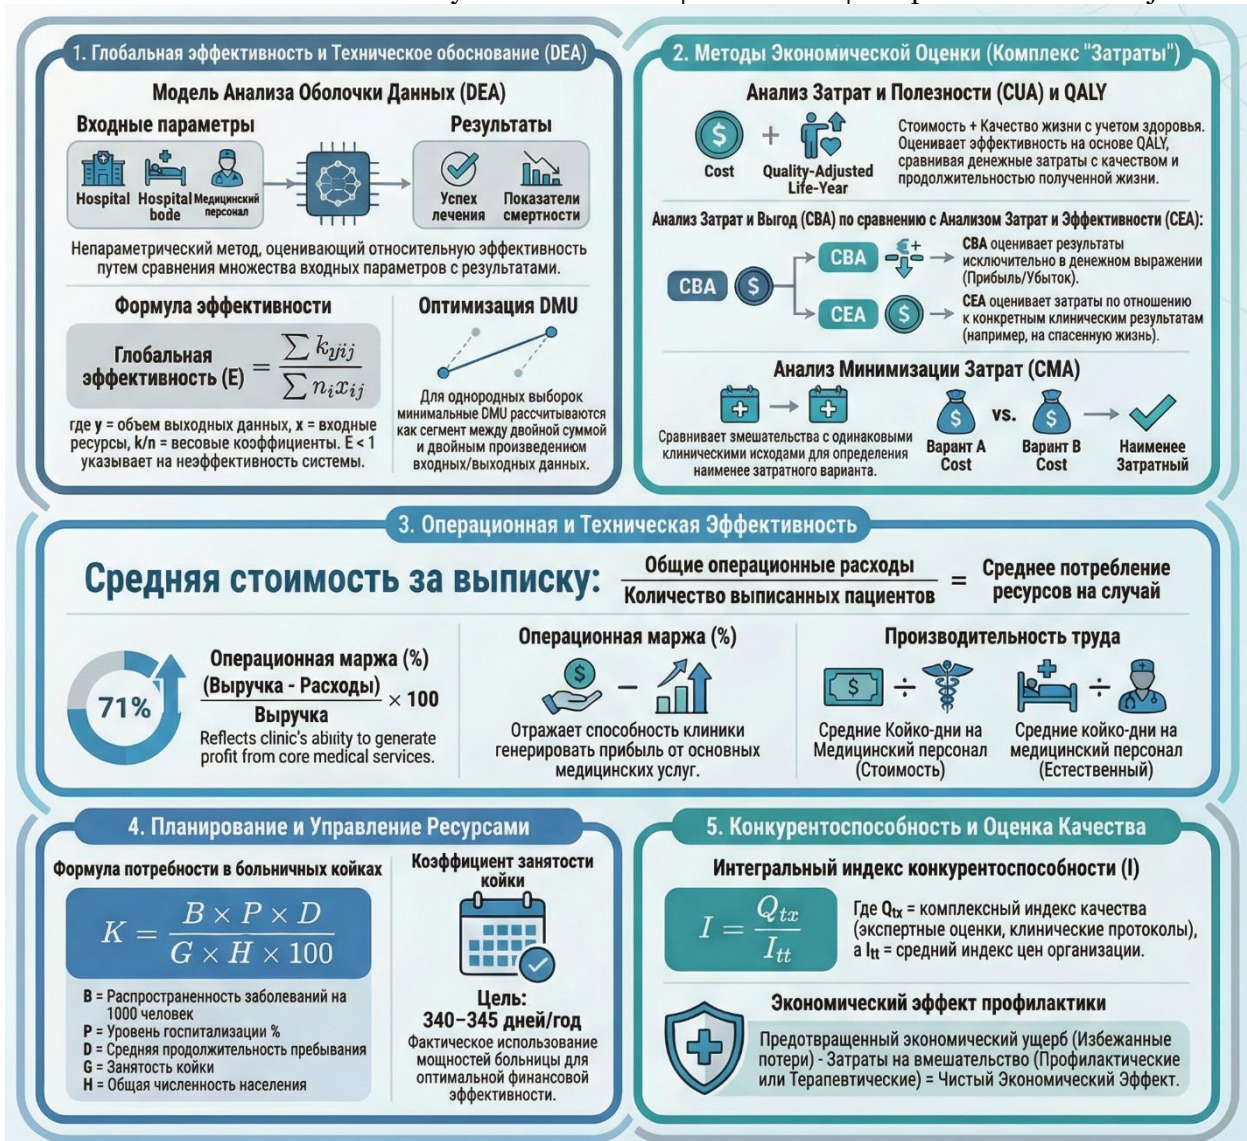 1. Глобальная эффективность и Техническое обоснование (DEA)
Модель Анализа Оболочки Данных (DEA)
Входные параметры
Результаты
Hospital
Hospital
bode
Медицинский
персонал
Успех
лечения
Показатели
смертности
Непараметрический метод, оценивающий относительную эффективность
путем сравнения множества входных параметров с результатами.
Формула эффективности
Глобальная
эффективность (E) = ∑ k_yjij / ∑ n_i x_ij
где y = объем выходных данных, x = входные
ресурсы, k/n = весовые коэффициенты. E < 1
указывает на неэффективность системы.
Оптимизация DMU
Для однородных выборок
минимальные DMU рассчитываются
как сегмент между двойной суммой
и двойным произведением
входных/выходных данных.
2. Методы Экономической Оценки (Комплекс "Затраты")
Анализ Затрат и Полезности (CUA) и QALY
$
+
Cost
Quality-Adjusted
Life-Year
Стоимость + Качество жизни с учетом здоровья.
Оценивает эффективность на основе QALY,
сравнивая денежные затраты с качеством и
продолжительностью полученной жизни.
Анализ Затрат и Выгод (CBA) по сравнению с Анализом Затрат и Эффективности (CEA):
CBA $
CBA €+
CBA оценивает результаты
исключительно в денежном выражении
(Прибыль/Убыток).
CEA $
CEA оценивает затраты по отношению
к конкретным клиническим результатам
(например, на спасенную жизнь).
Анализ Минимизации Затрат (CMA)
Сравнивает змешательства с одинаковыми
клиническими исходами для определения
наименее затратного варианта.
$ vs. $
Варант A
Cost
Варинт B
Cost
Наименее
Затратный
3. Операционная и Техническая Эффективность
Средняя стоимость за выписку:
Общие операционные расходы
Количество выписанных пациентов
=
Среднее потребление
ресурсов на случай
71%
Операционная маржа (%)
(Выручка - Расходы)
Выручка
× 100
Reflects clinic's ability to generate
profit from core medical services.
Операционная маржа (%)
$ −
Отражает способность клиники
генерировать прибыль от основных
медицинских услуг.
Производительность труда
$ ÷
Средние Койко-дни на
Медицинский персонал
(Стоимость)
÷
Средние койко-дни на
медицинский персонал
(Естественный)
4. Планирование и Управление Ресурсами
Формула потребности в больничных койках
K = B × P × D / G × H × 100
B = Распространенность заболеваний на
1000 человек
P = Уровень госпитализации %
D = Средняя продолжительность пребывания
G = Занятость койки
H = Общая численность населения
Коэффициент занятости
койки
Цель:
340–345 дней/год
Фактическое использование
мощностей больницы для
оптимальной финансовой
эффективности.
5. Конкурентоспособность и Оценка Качества
Интегральный индекс конкурентоспособности (I)
I = Q_tx / I_tt
Где Q_tx = комплексный индекс качества
(экспертные оценки, клинические протоколы),
а I_tt = средний индекс цен организации.
Экономический эффект профилактики
Предотвращенный экономический ущерб (Избежанные
потери) - Затраты на вмешательство (Профилактические
или Терапевтические) = Чистый Экономический Эффект.